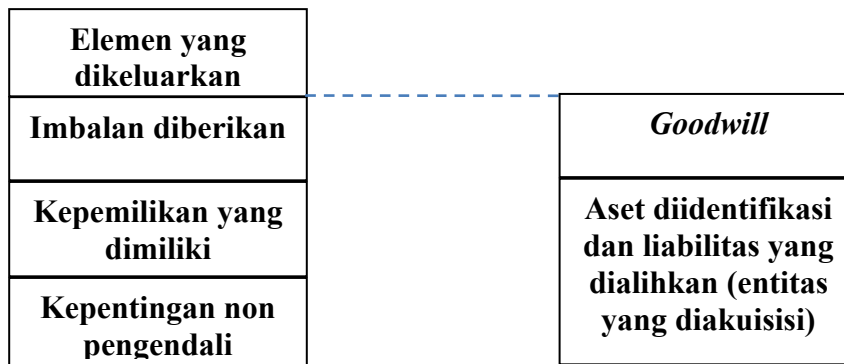 Elemen yang
dikeluarkan
Imbalan diberikan
Kepemilikan yang
dimiliki
Kepentingan non
pengendali
Goodwill
Aset diidentifikasi
dan liabilitas yang
dialihkan (entitas
yang diakuisisi)